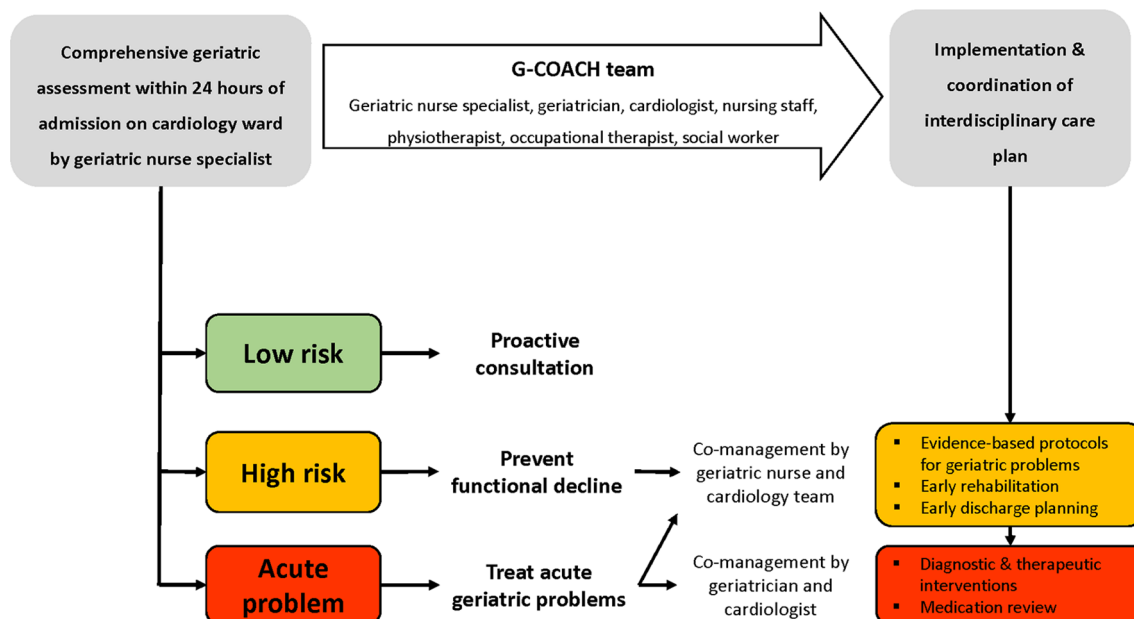 Comprehensive geriatric
assessment within 24 hours of
admission on cardiology ward
by geriatric nurse specialist
G-COACH team
Geriatric nurse specialist, geriatrician, cardiologist, nursing staff,
physiotherapist, occupational therapist, social worker
Implementation &
coordination of
interdisciplinary care
plan
Low risk
Proactive
consultation
High risk
Prevent
functional decline
Co-management by
geriatric nurse and
cardiology team
▪ Evidence-based protocols
for geriatric problems
▪ Early rehabilitation
▪ Early discharge planning
Acute
problem
Treat acute
geriatric problems
Co-management by
geriatrician and
cardiologist
▪ Diagnostic & therapeutic
interventions
▪ Medication review